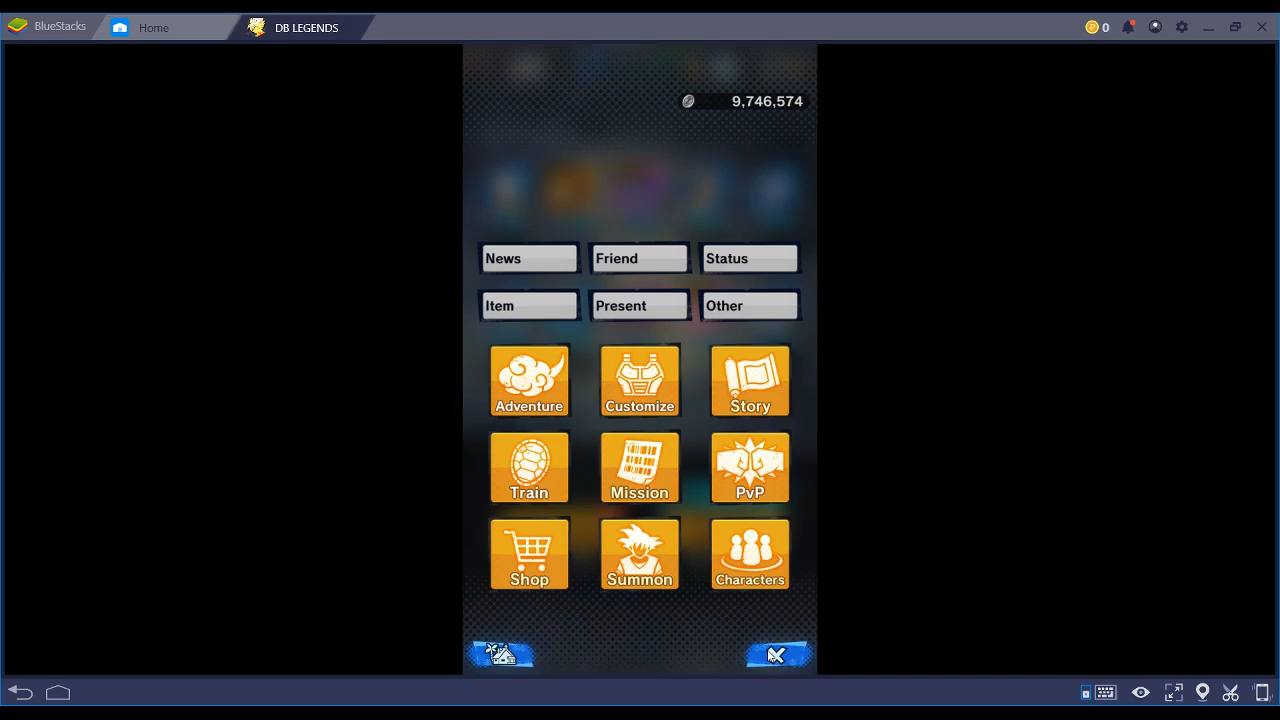 BlueStacks Home DB LEGENDS 0
9,746,574
News Friend Status
Item Present Other
Adventure Customize Story
Train Mission PvP
Shop Summon Characters